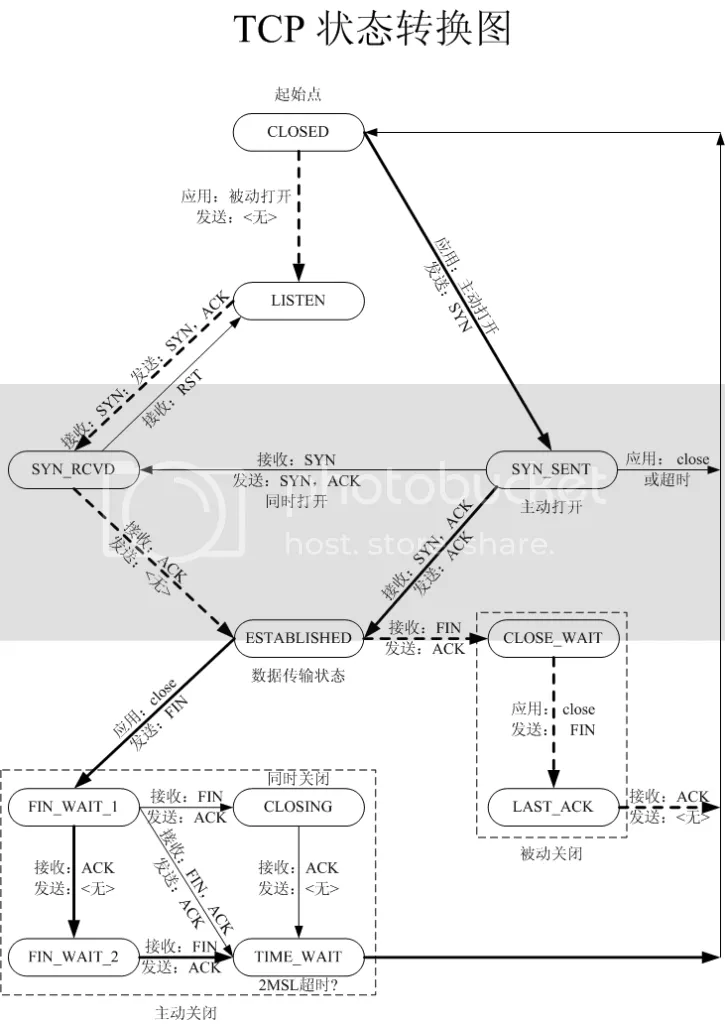 TCP 状态转换图
起始点
CLOSED
应用：被动打开
发送：<无>
应用：主动打开
发送：SYN
LISTEN
接收：SYN；发送：SYN，ACK
接收：RST
SYN_RCVD
接收：SYN
发送：SYN，ACK
同时打开
SYN_SENT
主动打开
应用： close
或超时
photobucket
host. store. share.
接收：ACK
发送：<无>
接收：SYN，ACK
发送：ACK
ESTABLISHED
数据传输状态
接收：FIN
发送：ACK
CLOSE_WAIT
应用：close
发送：FIN
应用：close
发送： FIN
同时关闭
FIN_WAIT_1
接收：FIN
发送：ACK
CLOSING
LAST_ACK
接收：ACK
发送：<无>
被动关闭
接收：ACK
发送：<无>
接收：FIN，ACK
发送：ACK
接收：ACK
发送：<无>
FIN_WAIT_2
接收：FIN
发送：ACK
TIME_WAIT
2MSL超时?
主动关闭